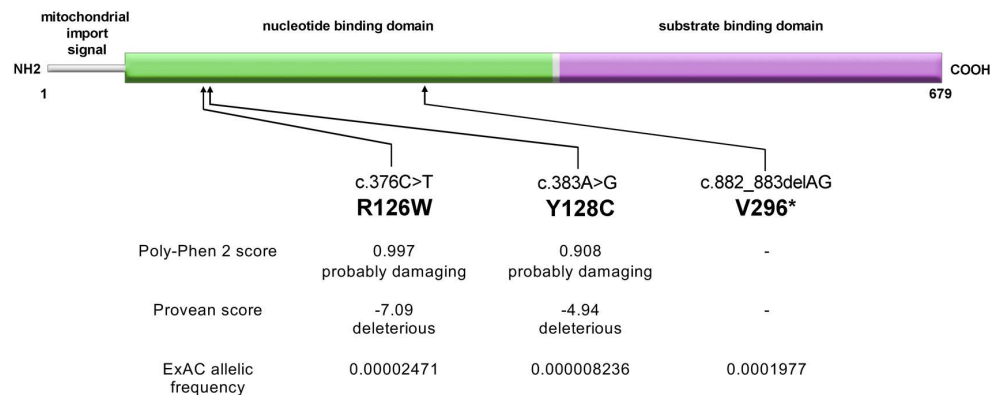 mitochondrial
import
signal
nucleotide binding domain
substrate binding domain
NH2
COOH
1
679
c.376C>T
c.383A>G
c.882_883delAG
R126W
Y128C
V296*
Poly-Phen 2 score
0.997
probably damaging
0.908
probably damaging
-
Provean score
-7.09
deleterious
-4.94
deleterious
-
ExAC allelic
frequency
0.00002471
0.000008236
0.0001977